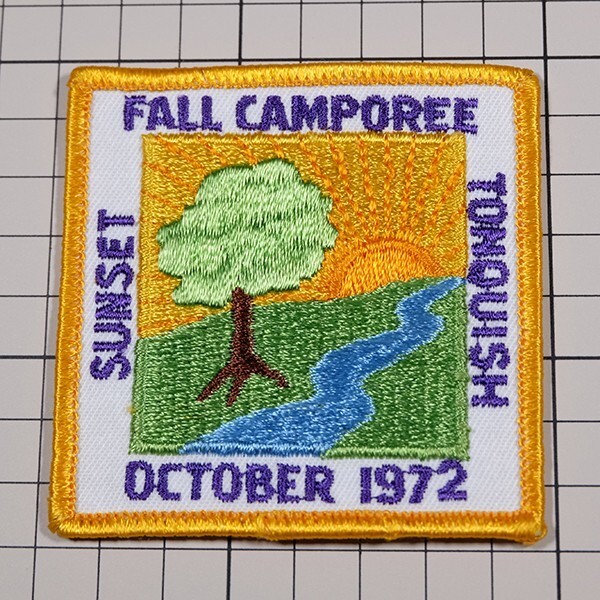 FALL CAMPOREE
SUNSET
TONQUISH
OCTOBER 1972